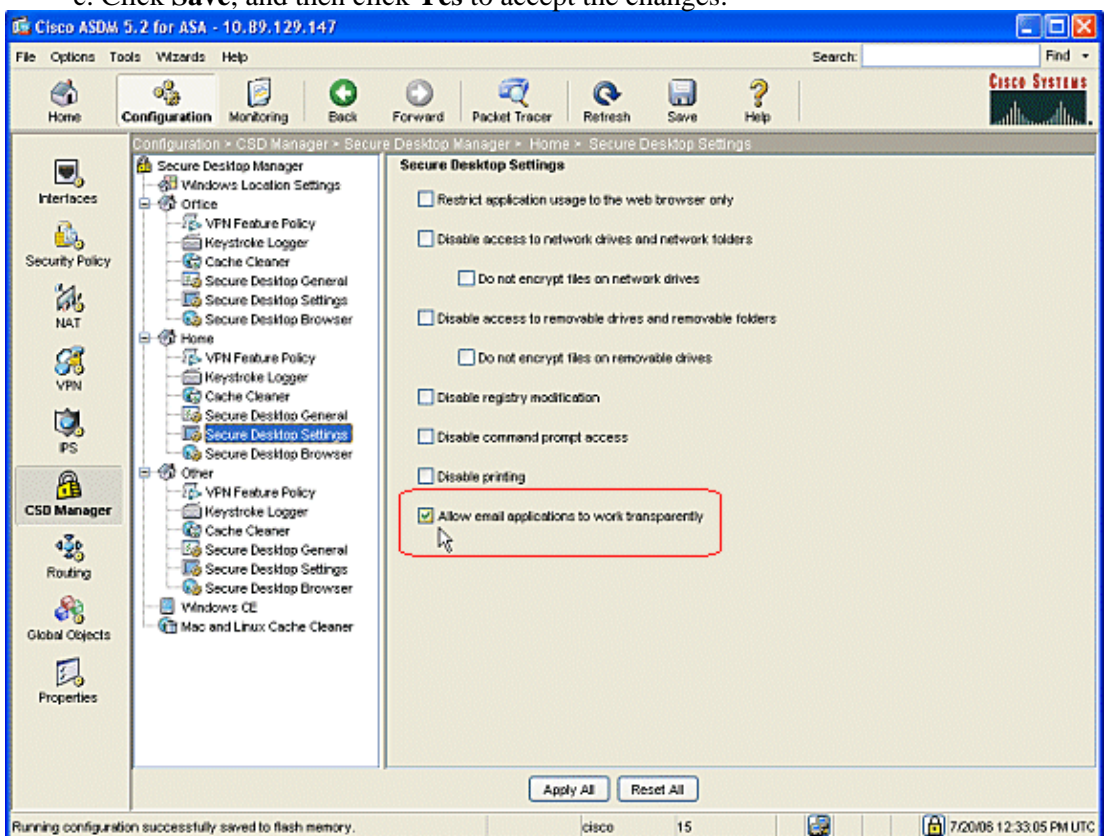 c. Click Save, and then click Yes to accept the changes.
Cisco ASDM 5.2 for ASA - 10.89.129.147
File Options Tools Wizards Help Search: Find
Home Configuration Monitoring Back Forward Packet Tracer Refresh Save Help
CISCO SYSTEMS
Configuration > CSD Manager > Secure Desktop Manager > Home > Secure Desktop Settings
Interfaces
Security Policy
NAT
VPN
IPS
CSD Manager
Routing
Global Objects
Properties
Secure Desktop Manager
Windows Location Settings
Office
VPN Feature Policy
Keystroke Logger
Cache Cleaner
Secure Desktop General
Secure Desktop Settings
Secure Desktop Browser
Home
VPN Feature Policy
Keystroke Logger
Cache Cleaner
Secure Desktop General
Secure Desktop Settings
Secure Desktop Browser
Other
VPN Feature Policy
Keystroke Logger
Cache Cleaner
Secure Desktop General
Secure Desktop Settings
Secure Desktop Browser
Windows CE
Mac and Linux Cache Cleaner
Secure Desktop Settings
Restrict application usage to the web browser only
Disable access to network drives and network folders
Do not encrypt files on network drives
Disable access to removable drives and removable folders
Do not encrypt files on removable drives
Disable registry modification
Disable command prompt access
Disable printing
Allow email applications to work transparently
Apply All Reset All
Running configuration successfully saved to flash memory. cisco 15 7/20/06 12:33:05 PM UTC